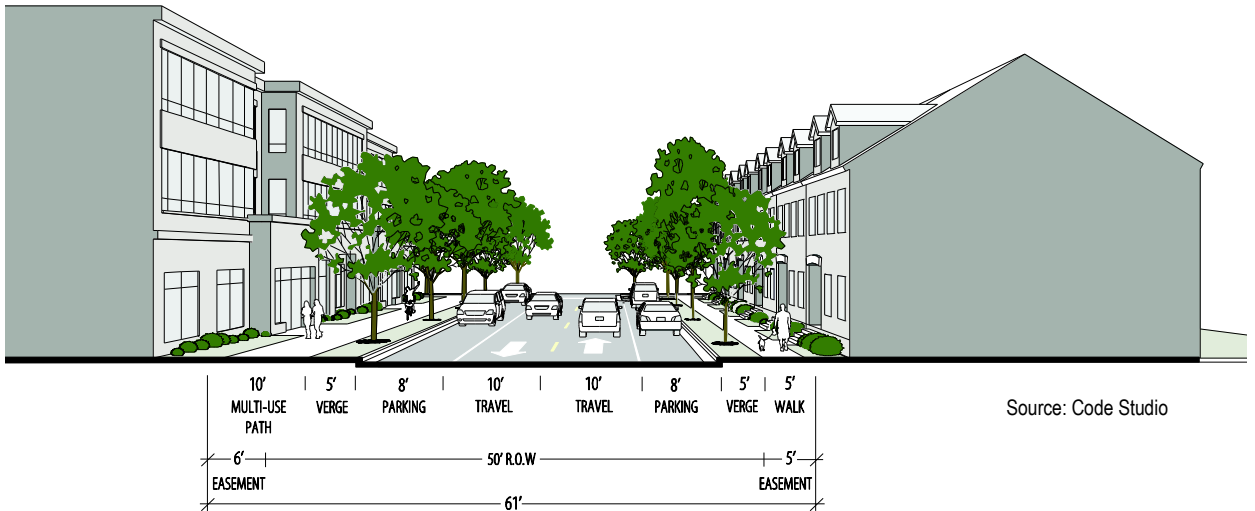 10' 5' 8' 10' 10' 8' 5' 5'
MULTI-USE VERGE PARKING TRAVEL TRAVEL PARKING VERGE WALK
PATH
Source: Code Studio
6' 50' R.O.W 5'
EASEMENT EASEMENT
61'